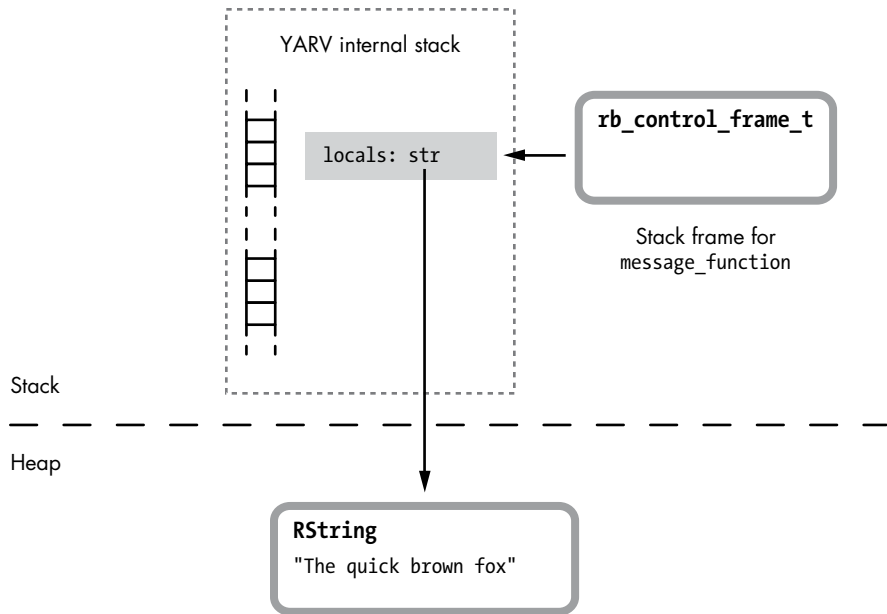 YARV internal stack
rb_control_frame_t
locals: str
Stack frame for
message_function
Stack
Heap
RString
"The quick brown fox"